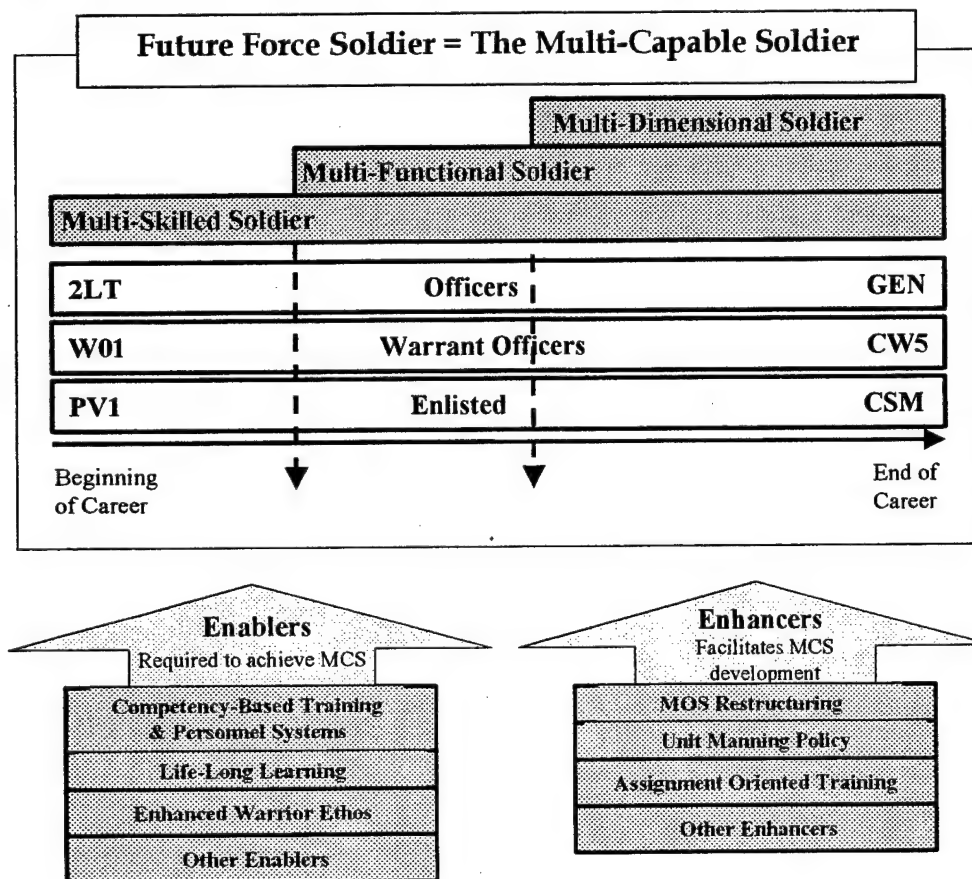 Future Force Soldier = The Multi-Capable Soldier
Multi-Dimensional Soldier
Multi-Functional Soldier
Multi-Skilled Soldier
2LT Officers GEN
W01 Warrant Officers CW5
PV1 Enlisted CSM
Beginning
of Career
End of
Career
Enablers
Required to achieve MCS
Competency-Based Training
& Personnel Systems
Life-Long Learning
Enhanced Warrior Ethos
Other Enablers
Enhancers
Facilitates MCS
development
MOS Restructuring
Unit Manning Policy
Assignment Oriented Training
Other Enhancers